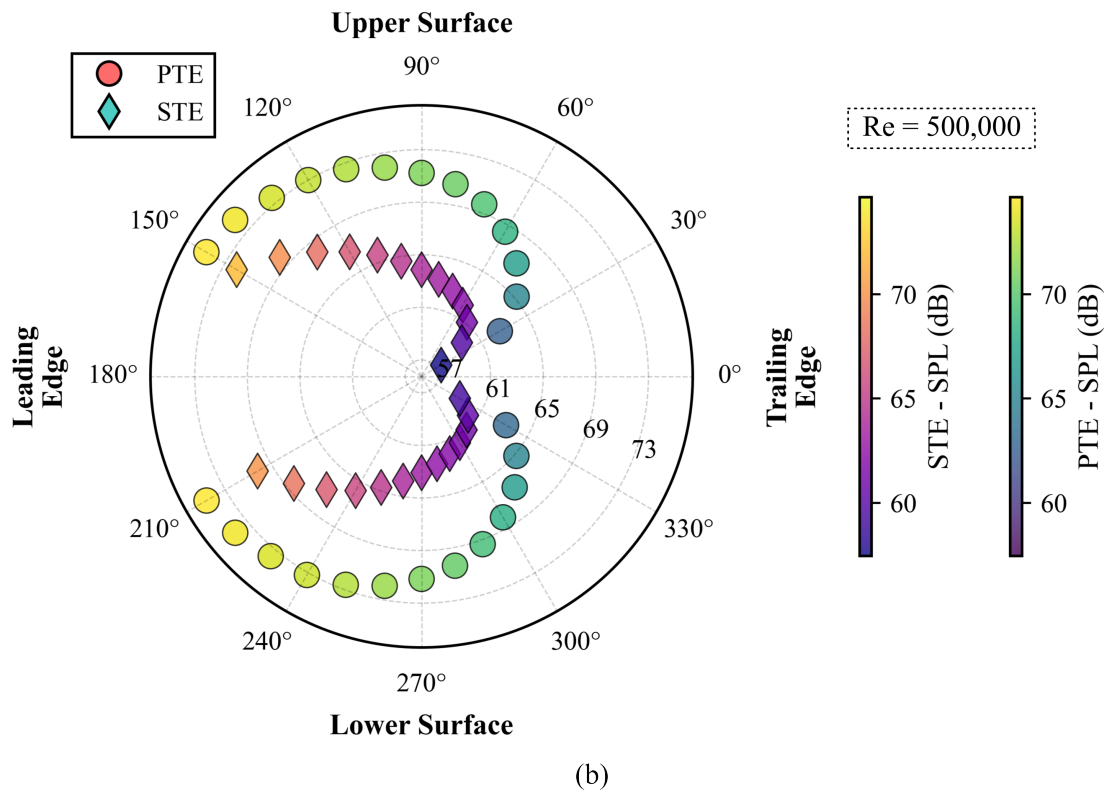 Upper Surface
PTE
STE
90°
120°
60°
Re = 500,000
150°
30°
Leading
Edge
180°
57
61
65
69
73
0°
Trailing
Edge
70
65
60
STE - SPL (dB)
70
65
60
PTE - SPL (dB)
210°
330°
240°
300°
270°
Lower Surface
(b)